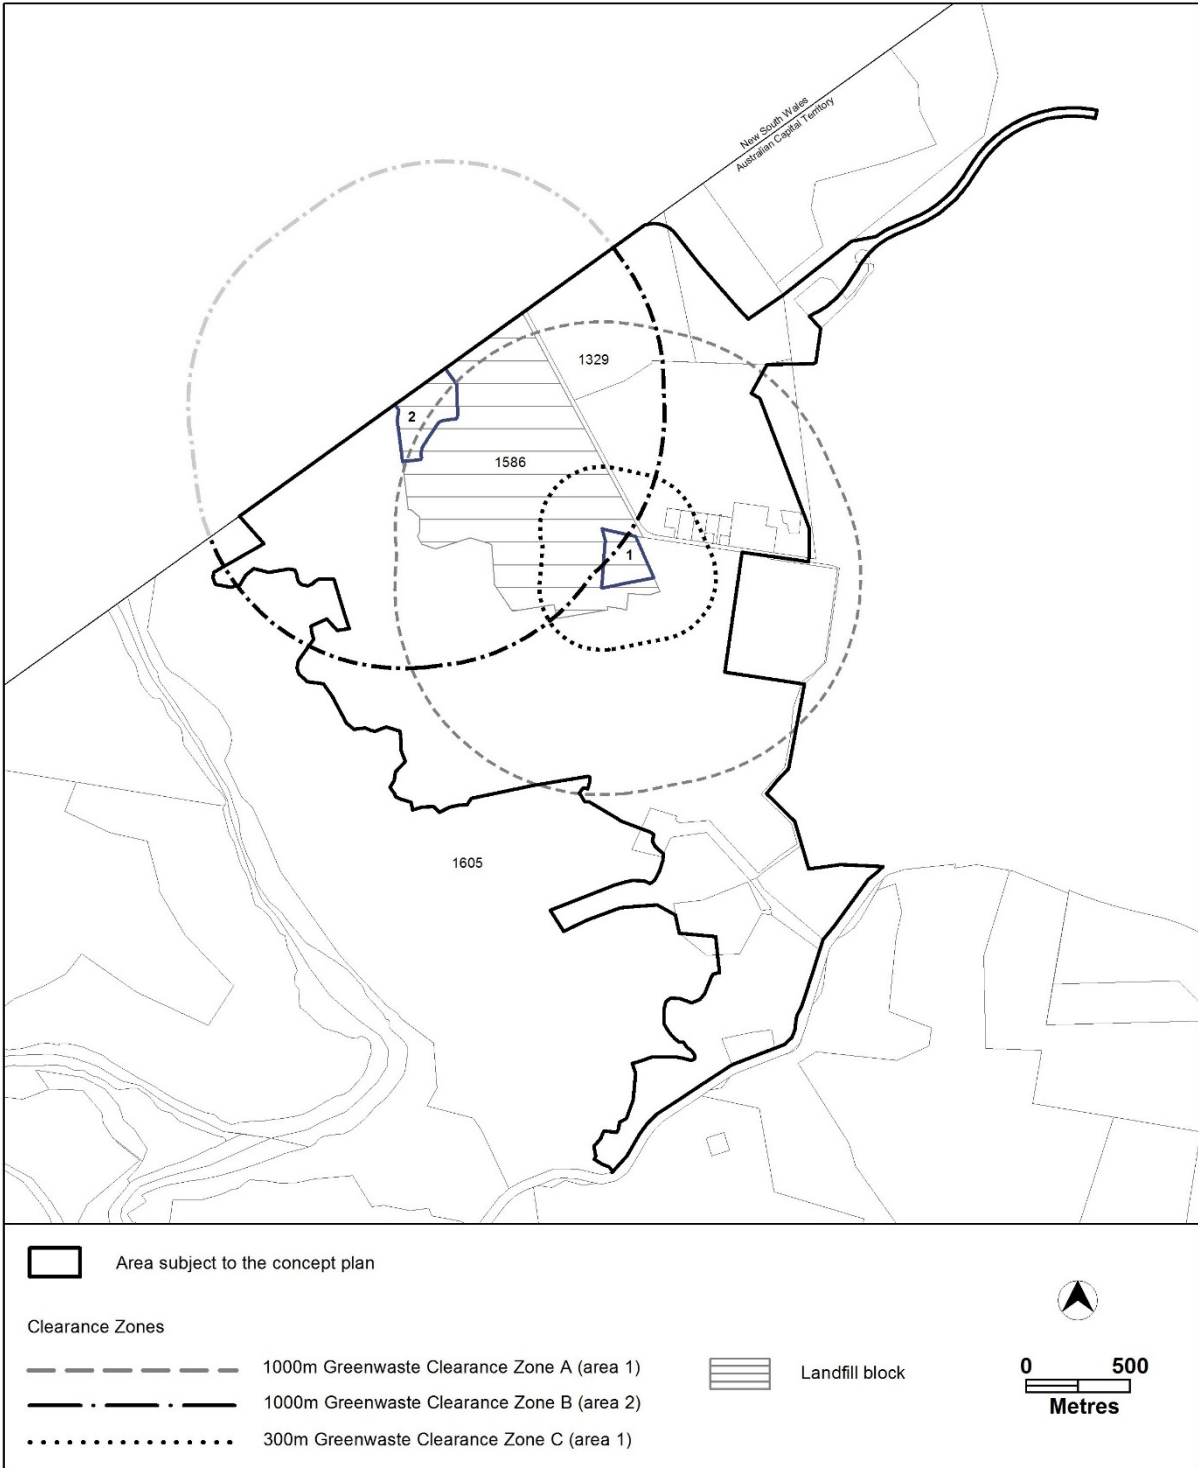 New South Wales
Australian Capital Territory
1329
2
1586
1
1605
Area subject to the concept plan
Clearance Zones
1000m Greenwaste Clearance Zone A (area 1)
1000m Greenwaste Clearance Zone B (area 2)
300m Greenwaste Clearance Zone C (area 1)
Landfill block
0 500
Metres